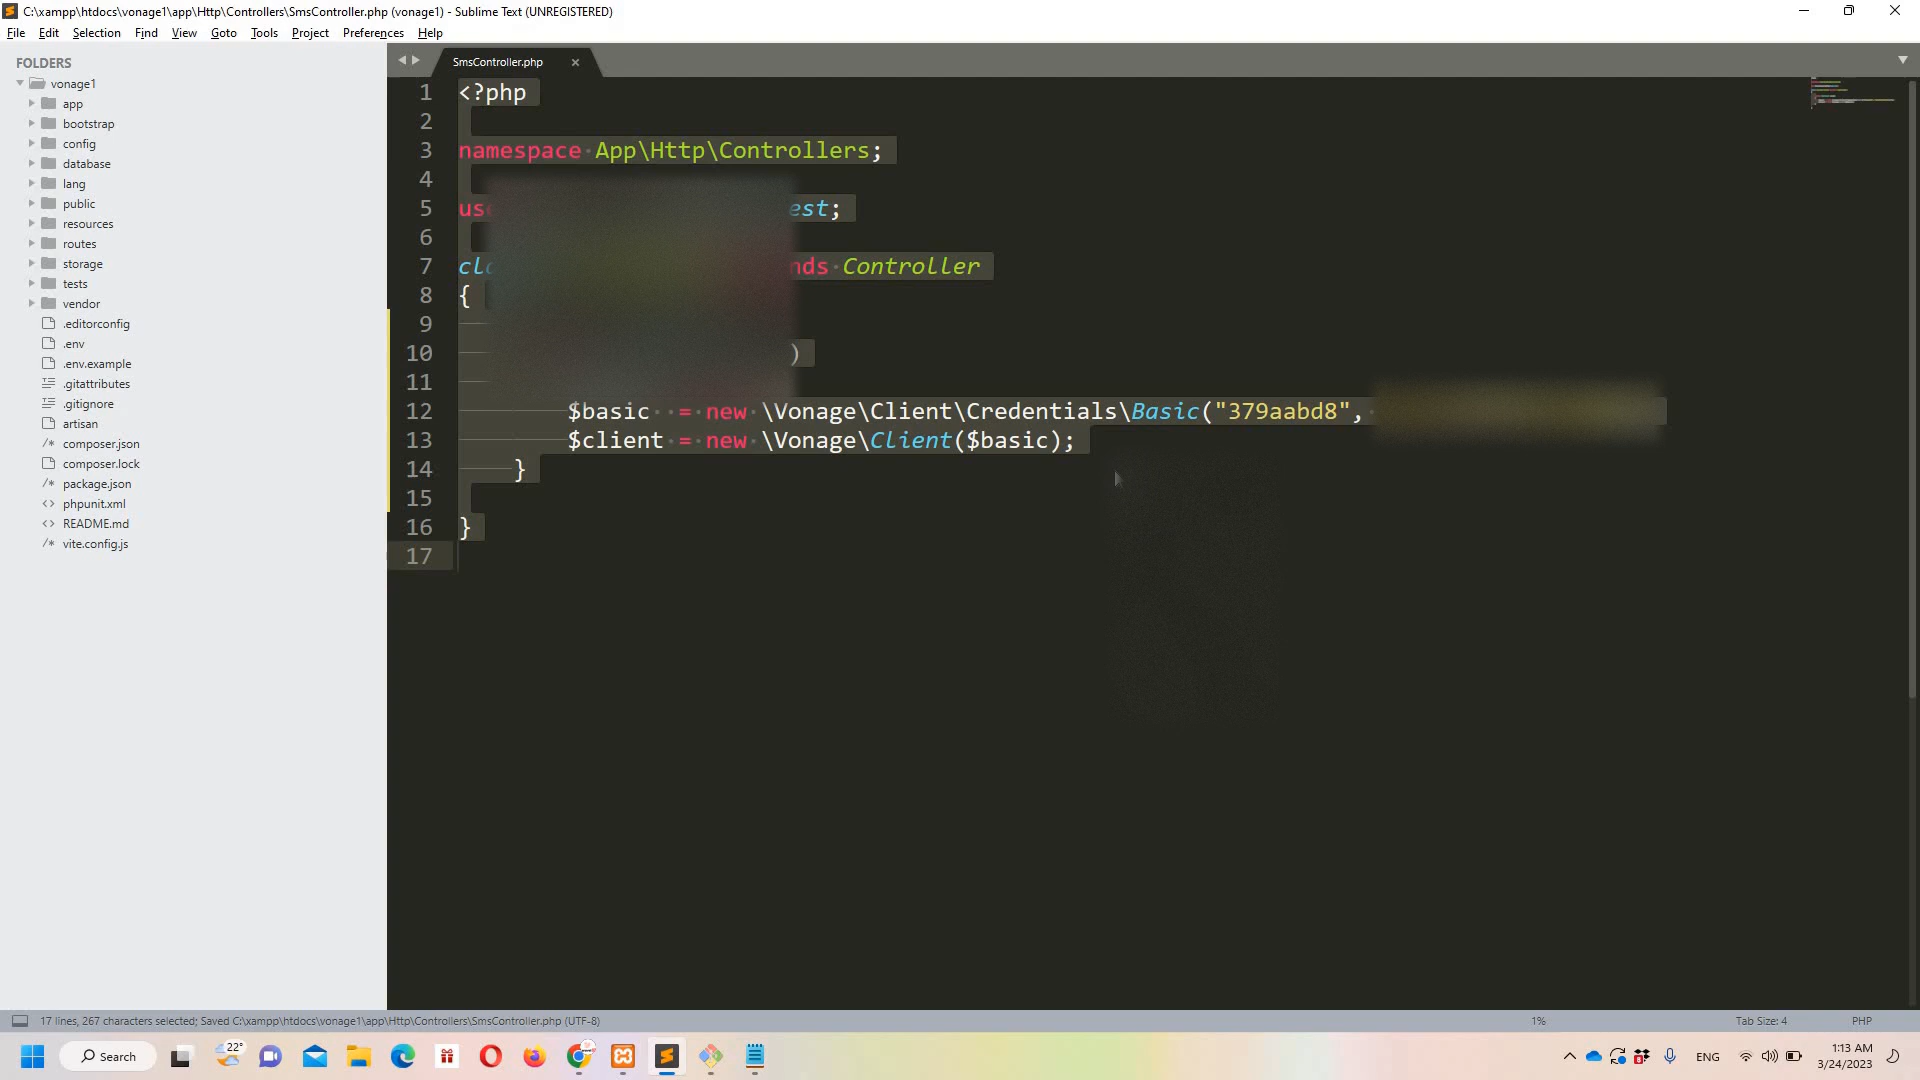 C:\xampp\htdocs\vonage1\app\Http\Controllers\SmsController.php (vonage1) - Sublime Text (UNREGISTERED)
File Edit Selection Find View Goto Tools Project Preferences Help
FOLDERS
vonage1
app
bootstrap
config
database
lang
public
resources
routes
storage
tests
vendor
.editorconfig
.env
.env.example
.gitattributes
.gitignore
artisan
composer.json
composer.lock
package.json
phpunit.xml
README.md
vite.config.js
SmsController.php
1 <?php
2
3 namespace App\Http\Controllers;
4
5 use est;
6
7 cla nds Controller
8 {
9
10 )
11
12 $basic = new \Vonage\Client\Credentials\Basic("379aabd8",
13 $client = new \Vonage\Client($basic);
14 }
15
16 }
17
17 lines, 267 characters selected; Saved C:\xampp\htdocs\vonage1\app\Http\Controllers\SmsController.php (UTF-8)
1%
Tab Size: 4
PHP
Search
22°
ENG
1:13 AM
3/24/2023